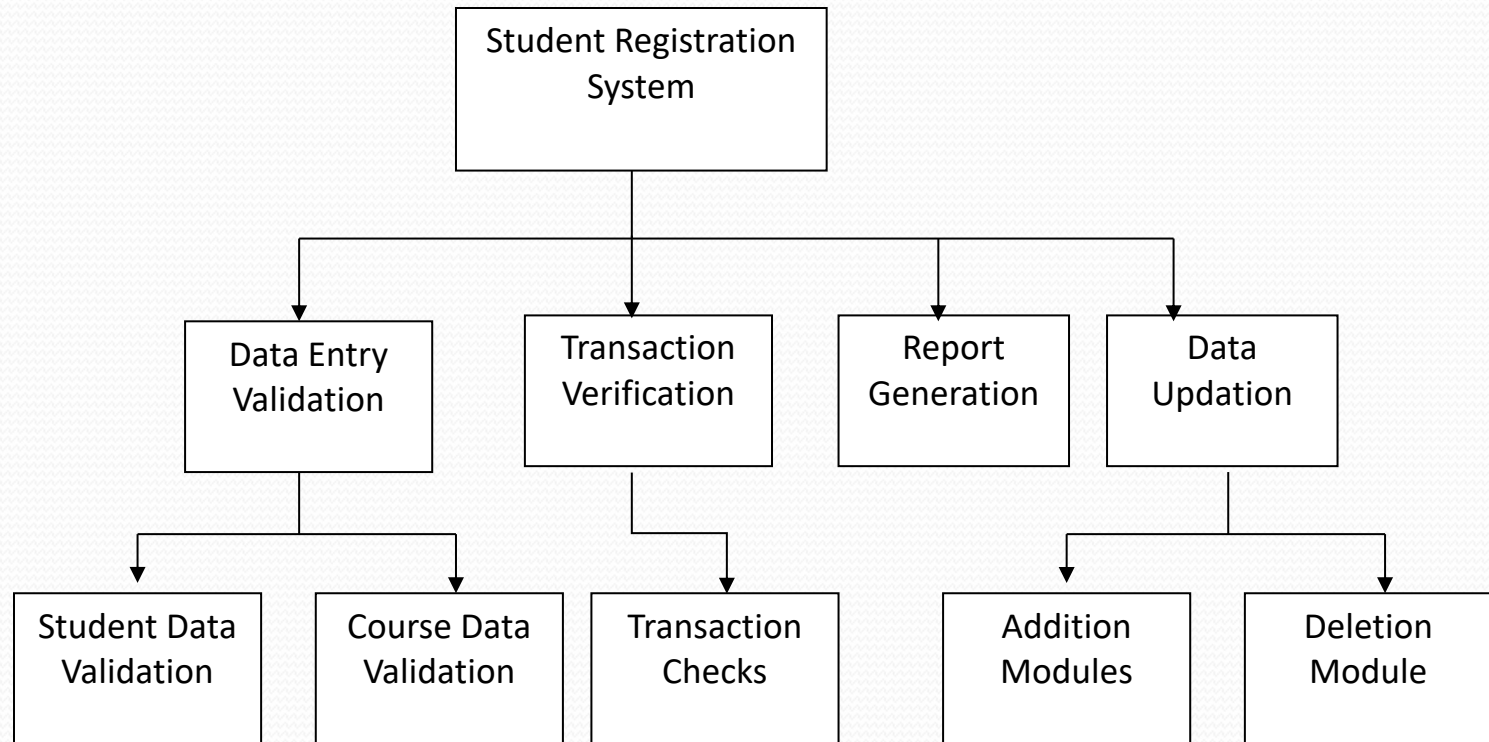 Student Registration
System
Data Entry
Validation
Transaction
Verification
Report
Generation
Data
Updation
Student Data
Validation
Course Data
Validation
Transaction
Checks
Addition
Modules
Deletion
Module